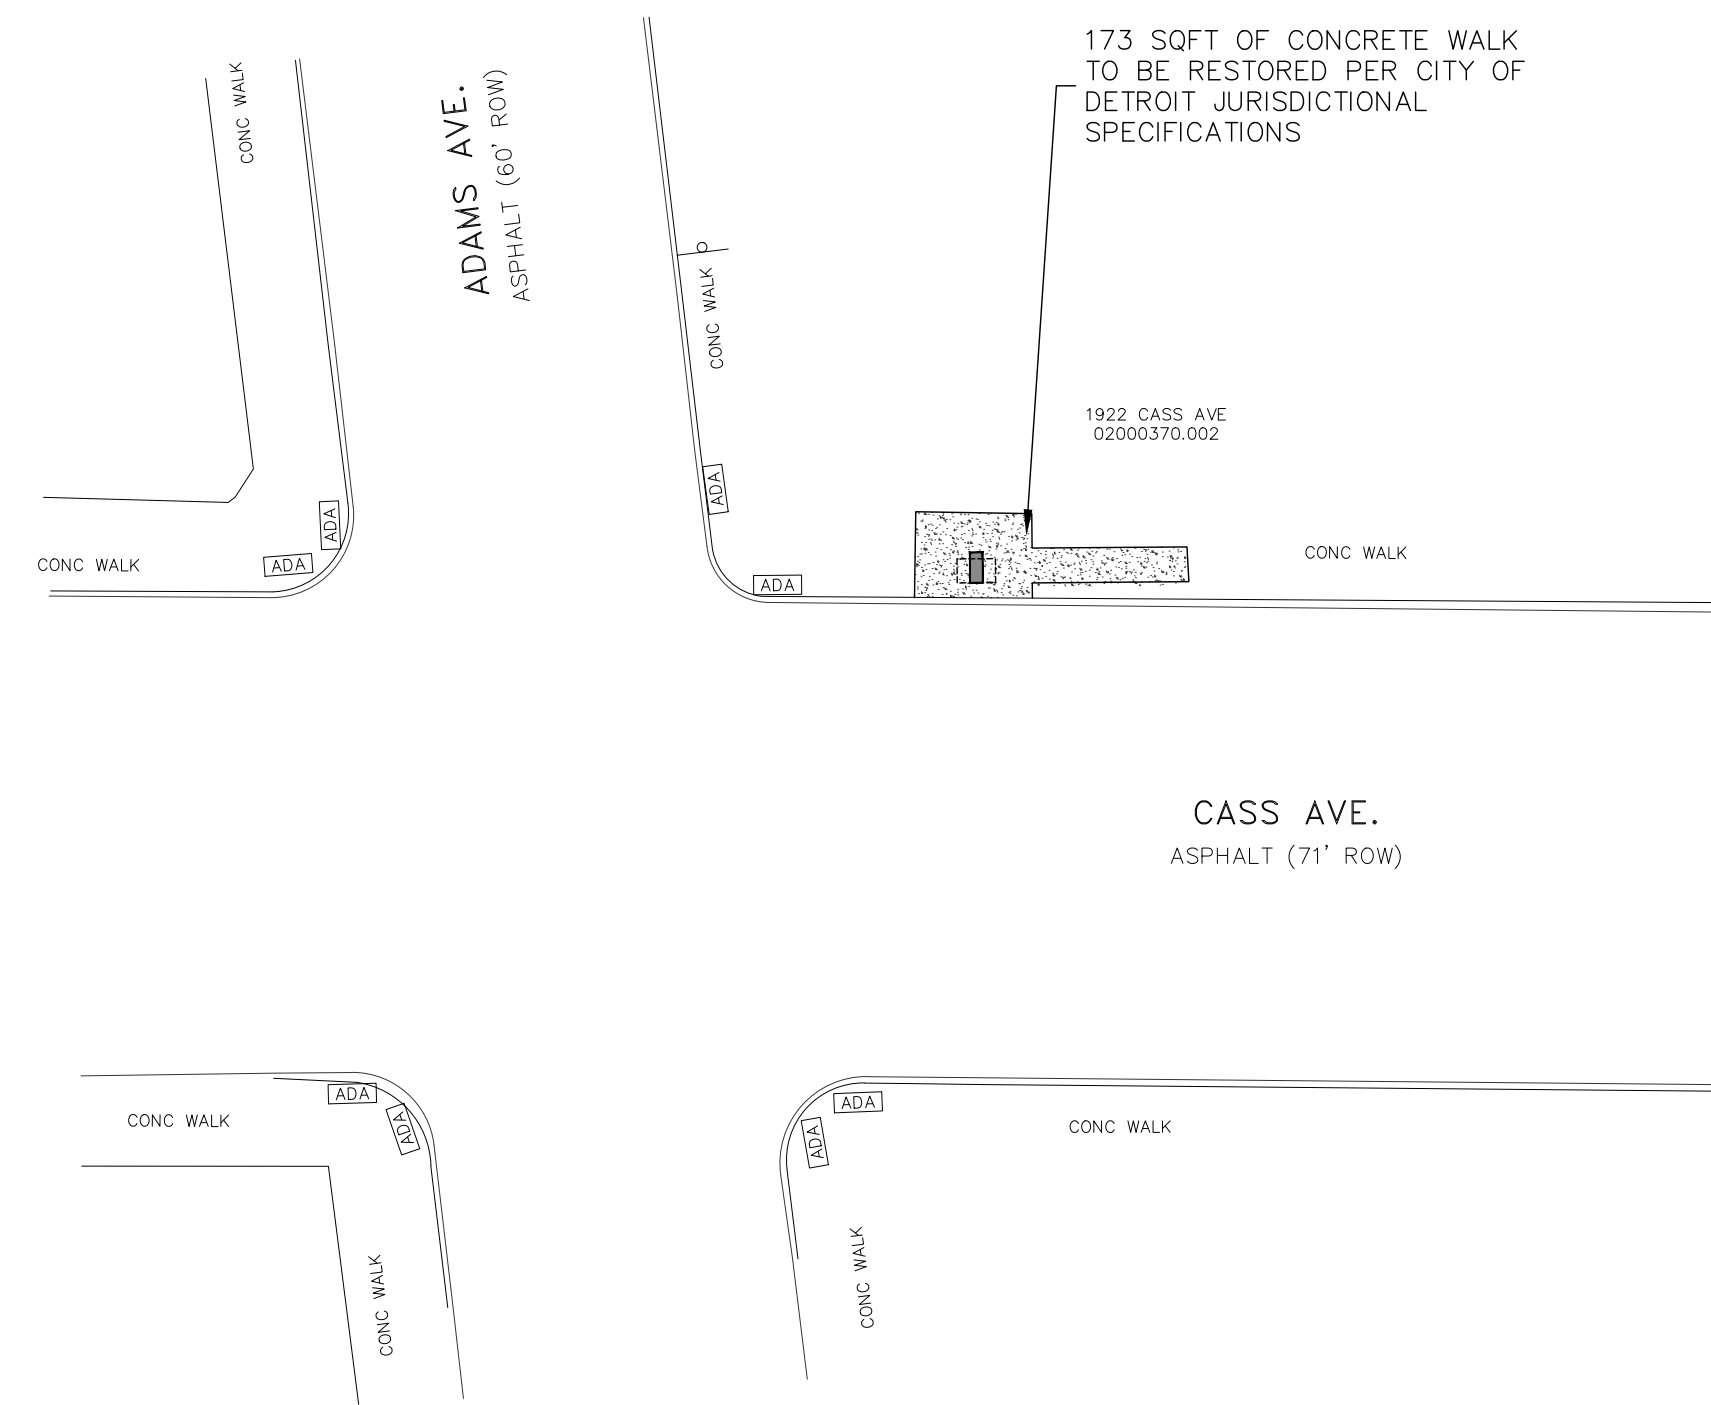 173 SQFT OF CONCRETE WALK
TO BE RESTORED PER CITY OF
DETROIT JURISDICTIONAL
SPECIFICATIONS
CONC WALK
ADAMS AVE.
ASPHALT (60' ROW)
CONC WALK
1922 CASS AVE
02000370.002
ADA
ADA
CONC WALK
ADA
ADA
CONC WALK
CASS AVE.
ASPHALT (71' ROW)
ADA
ADA
CONC WALK
CONC WALK
ADA
ADA
CONC WALK
CONC WALK